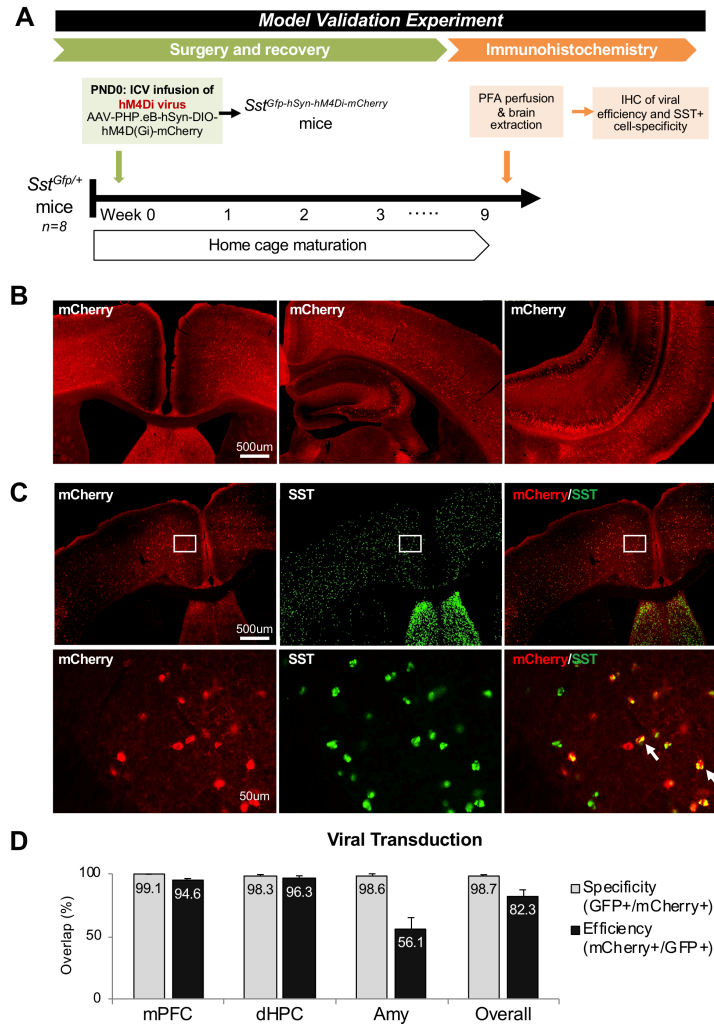 A
Model Validation Experiment
Surgery and recovery
Immunohistochemistry
PND0: ICV infusion of
hM4Di virus
AAV-PHP.eB-hSyn-DIO-
hM4D(Gi)-mCherry
Sst^Gfp-hSyn-hM4Di-mCherry
mice
PFA perfusion
& brain
extraction
IHC of viral
efficiency and SST+
cell-specificity
Sst^Gfp/+
mice
n=8
Week 0 1 2 3 ..... 9
Home cage maturation
B
mCherry
mCherry
mCherry
500um
C
mCherry
SST
mCherry/SST
500um
mCherry
SST
mCherry/SST
50um
D
Viral Transduction
Overlap (%)
100
50
0
99.1
94.6
98.3
96.3
98.6
56.1
98.7
82.3
mPFC
dHPC
Amy
Overall
Specificity
(GFP+/mCherry+)
Efficiency
(mCherry+/GFP+)